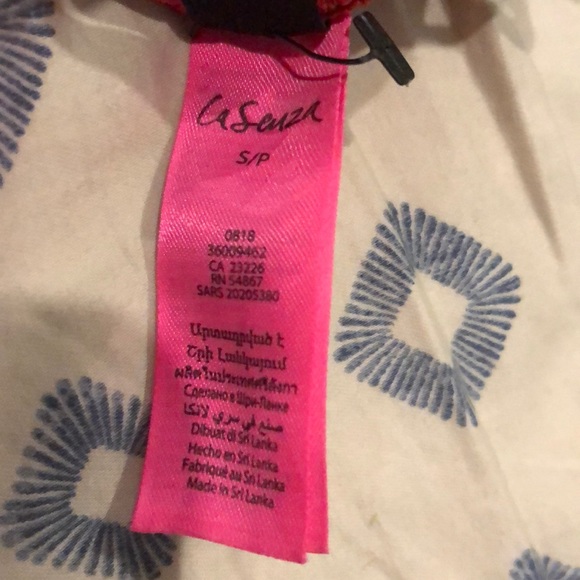 La Senza
S/P
0818
36009462
CA 23226
RN 54867
SARS 20205380
Արտադրված է
Շրի Լանկայում
ผลิตในประเทศศรีลังกา
Сделано в Шри-Ланке
صنع في سري لانكا
Dibuat di Sri Lanka
Hecho en Sri Lanka
Fabriqué au Sri Lanka
Made in Sri Lanka